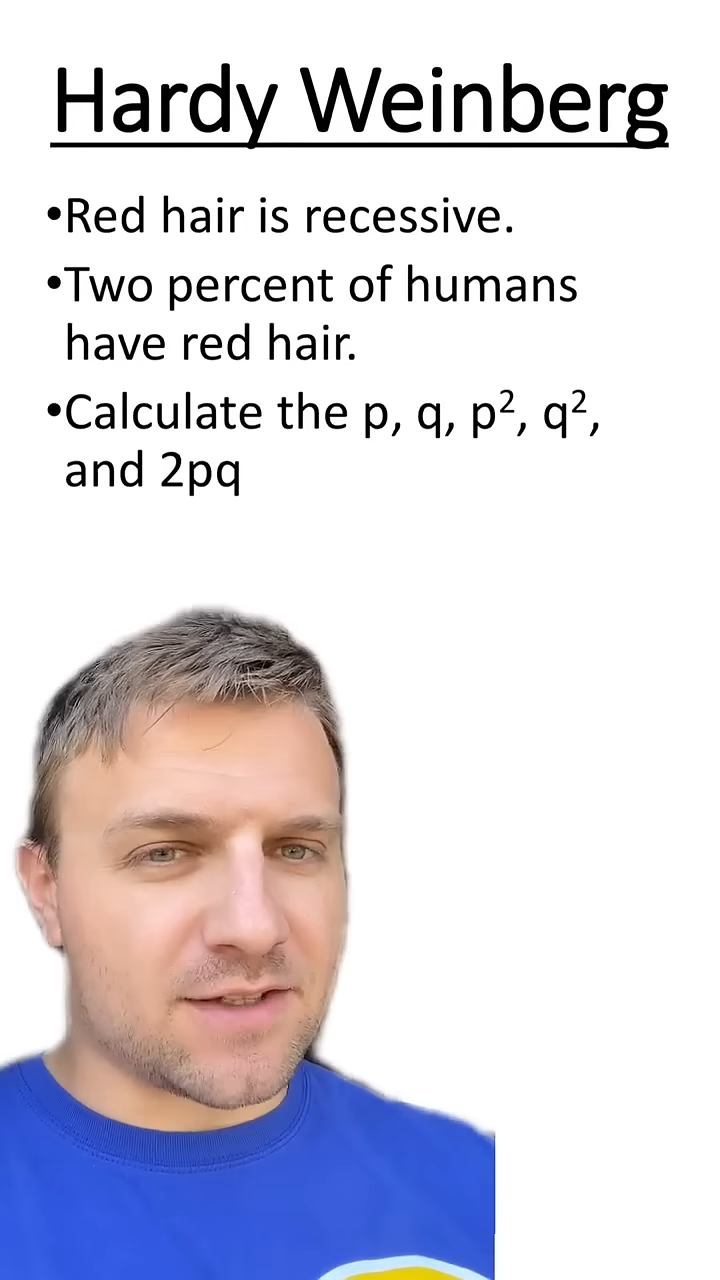 Hardy Weinberg
•Red hair is recessive.
•Two percent of humans
have red hair.
•Calculate the p, q, p², q²,
and 2pq